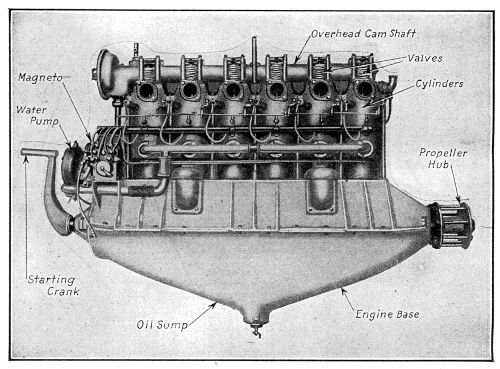 Overhead Cam Shaft
Valves
Magneto
Cylinders
Water
Pump
Propeller
Hub
Starting
Crank
Oil Sump
Engine Base